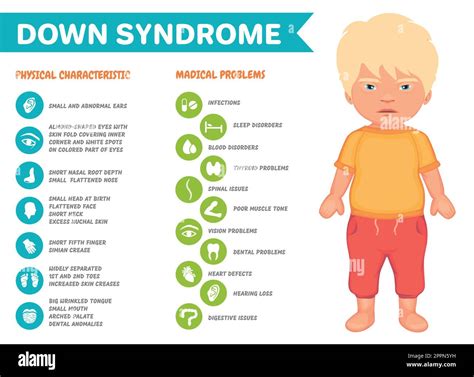 DOWN SYNDROME
PHYSICAL CHARACTERISTIC
SMALL AND ABNORMAL EARS
ALMOND-SHAPED EYES WITH
SKIN FOLD COVERING INNER
CORNER AND WHITE SPOTS
ON COLORED PART OF EYES
SHORT NASAL ROOT DEPTH
SMALL FLATTENED NOSE
SMALL HEAD AT BIRTH
FLATTENED FACE
SHORT NECK
EXCESS NUCHAL SKIN
SHORT FIFTH FINGER
SIMIAN CREASE
WIDELY SEPARATED
1ST AND 2ND TOES
INCREASED SKIN CREASES
BIG WRINKLED TONGUE
SMALL MOUTH
ARCHED PALATE
DENTAL ANOMALIES
MADICAL PROBLEMS
INFECTIONS
SLEEP DISORDERS
BLOOD DISORDERS
THYROID PROBLEMS
SPINAL ISSUES
POOR MUSCLE TONY
VISION PROBLEMS
DENTAL PROBLEMS
HEART DEFECTS
HEARING LOSS
DIGESTIVE ISSUES
alamy
Image ID: 2PPN5YH
www.alamy.com